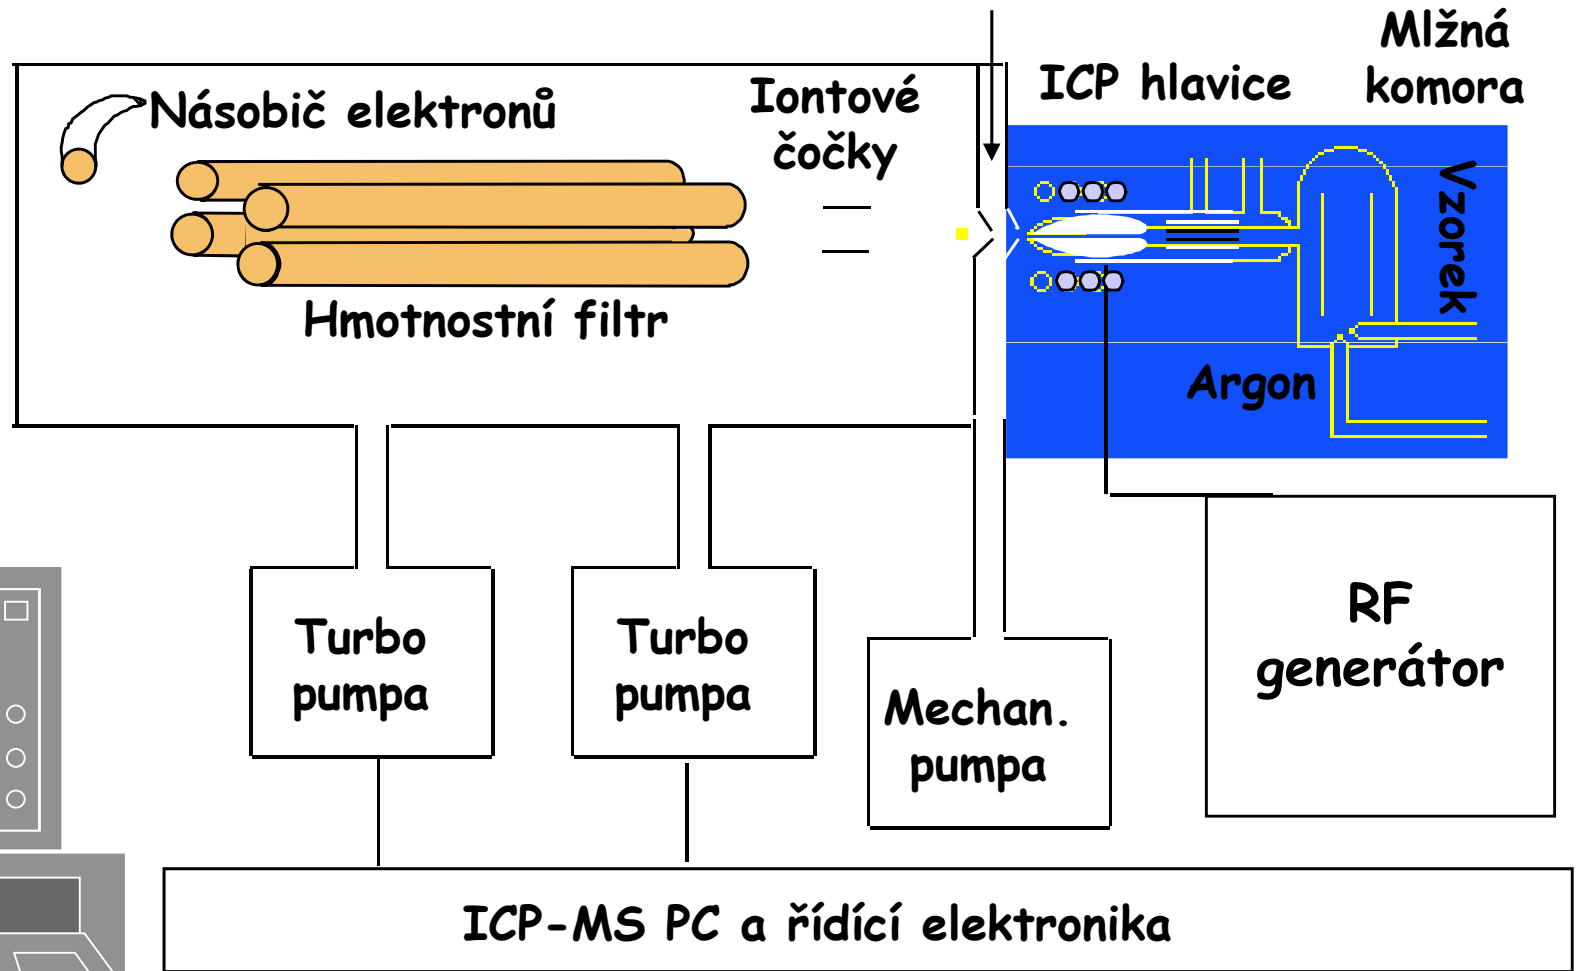 Mlžná
komora
ICP hlavice
Iontové
čočky
Násobič elektronů
Hmotnostní filtr
Vzorek
Argon
Turbo
pumpa
Turbo
pumpa
Mechan.
pumpa
RF
generátor
ICP-MS PC a řídící elektronika